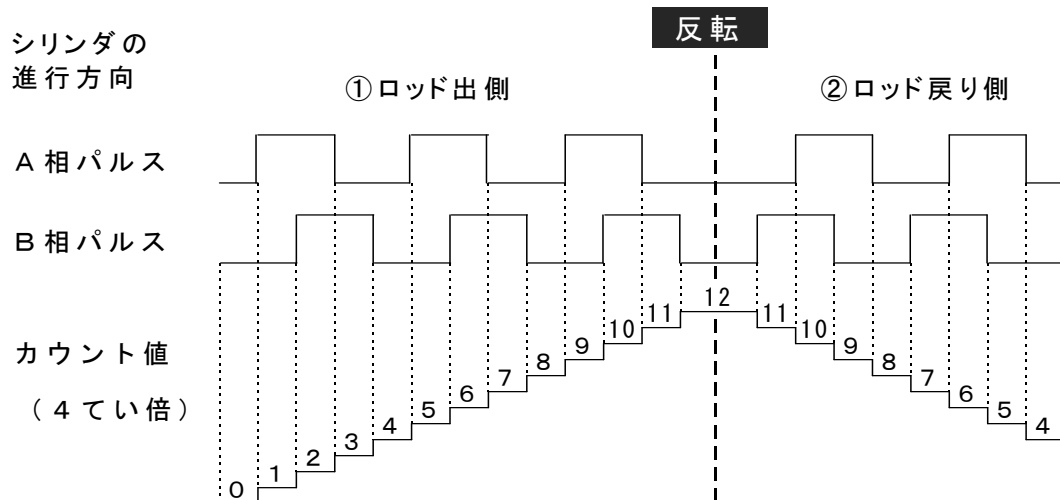 反転
シリンダの
進行方向
①ロッド出側
②ロッド戻り側
A相パルス
B相パルス
カウント値
（４てい倍）
0 1 2 3 4 5 6 7 8 9 10 11 12 11 10 9 8 7 6 5 4